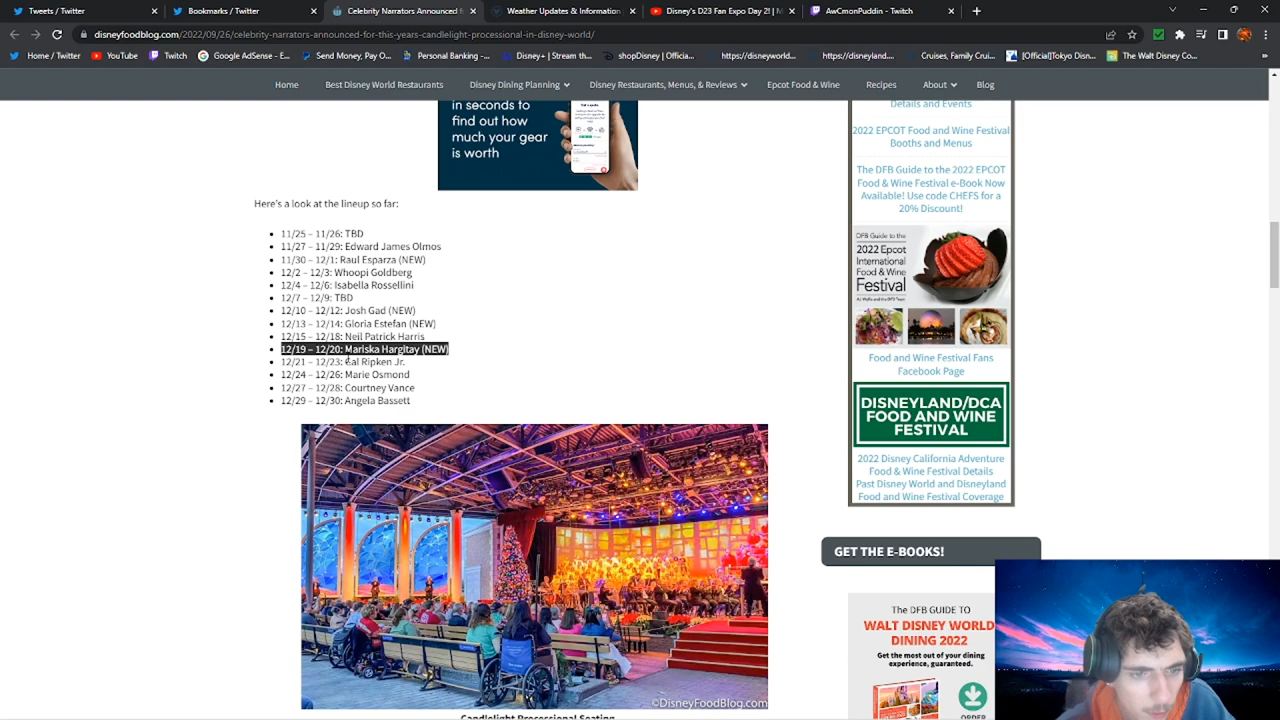 Tweets / Twitter
Bookmarks / Twitter
Celebrity Narrators Announced f
Weather Updates & Information
Disney's D23 Fan Expo Day 2! | M
AwCmonPuddin - Twitch
disneyfoodblog.com/2022/09/26/celebrity-narrators-announced-for-this-years-candlelight-processional-in-disney-world/
Home / Twitter
YouTube
Twitch
Google AdSense - E...
Send Money, Pay O...
Personal Banking -...
Disney+ | Stream th...
shopDisney | Officia...
https://disneyworld...
https://disneyland....
Cruises, Family Crui...
[Official]Tokyo Disn...
The Walt Disney Co...
Home
Best Disney World Restaurants
Disney Dining Planning
Disney Restaurants, Menus, & Reviews
Epcot Food & Wine
Recipes
About
Blog
in seconds to
find out how
much your gear
is worth
Here's a look at the lineup so far:
11/25 – 11/26: TBD
11/27 – 11/29: Edward James Olmos
11/30 – 12/1: Raul Esparza (NEW)
12/2 – 12/3: Whoopi Goldberg
12/4 – 12/6: Isabella Rossellini
12/7 – 12/9: TBD
12/10 – 12/12: Josh Gad (NEW)
12/13 – 12/14: Gloria Estefan (NEW)
12/15 – 12/18: Neil Patrick Harris
12/19 – 12/20: Mariska Hargitay (NEW)
12/21 – 12/23: Cal Ripken Jr.
12/24 – 12/26: Marie Osmond
12/27 – 12/28: Courtney Vance
12/29 – 12/30: Angela Bassett
©DisneyFoodBlog.com
Candlelight Processional Seating
Details and Events
2022 EPCOT Food and Wine Festival
Booths and Menus
The DFB Guide to the 2022 EPCOT
Food & Wine Festival e-Book Now
Available! Use code CHEFS for a
20% Discount!
DFB Guide to the
2022 Epcot
International
Food & Wine
Festival
Food and Wine Festival Fans
Facebook Page
DISNEYLAND/DCA
FOOD AND WINE
FESTIVAL
2022 Disney California Adventure
Food & Wine Festival Details
Past Disney World and Disneyland
Food and Wine Festival Coverage
GET THE E-BOOKS!
The DFB GUIDE TO
WALT DISNEY WORLD
DINING 2022
Get the most out of your dining
experience, guaranteed.
ORDER